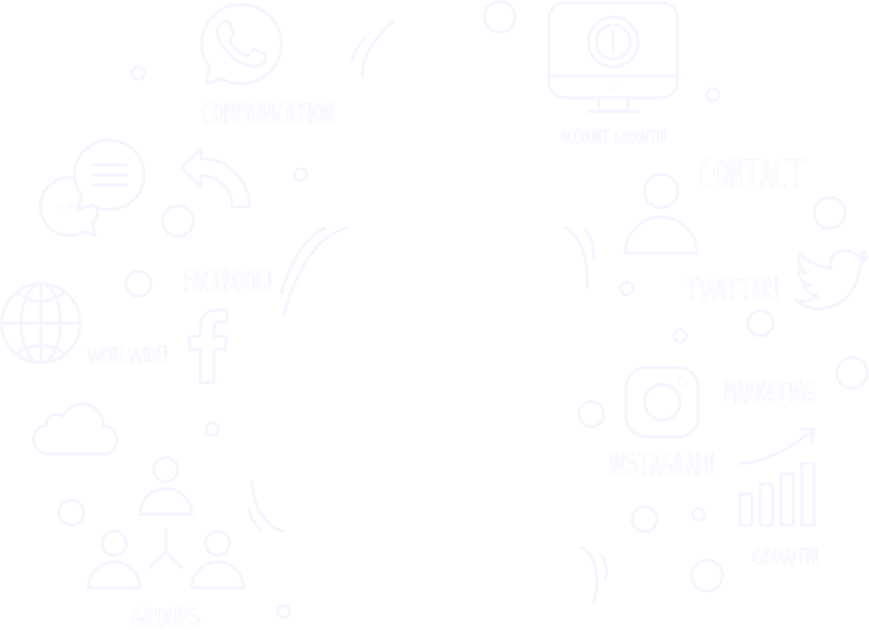 COMMUNICATION
ACCOUNT GROWTH!
CONTACT
FACEBOOK!
TWITTER!
WORLWIDE!
MARKETING
INSTAGRAM!
GROWTH!
GROUPS